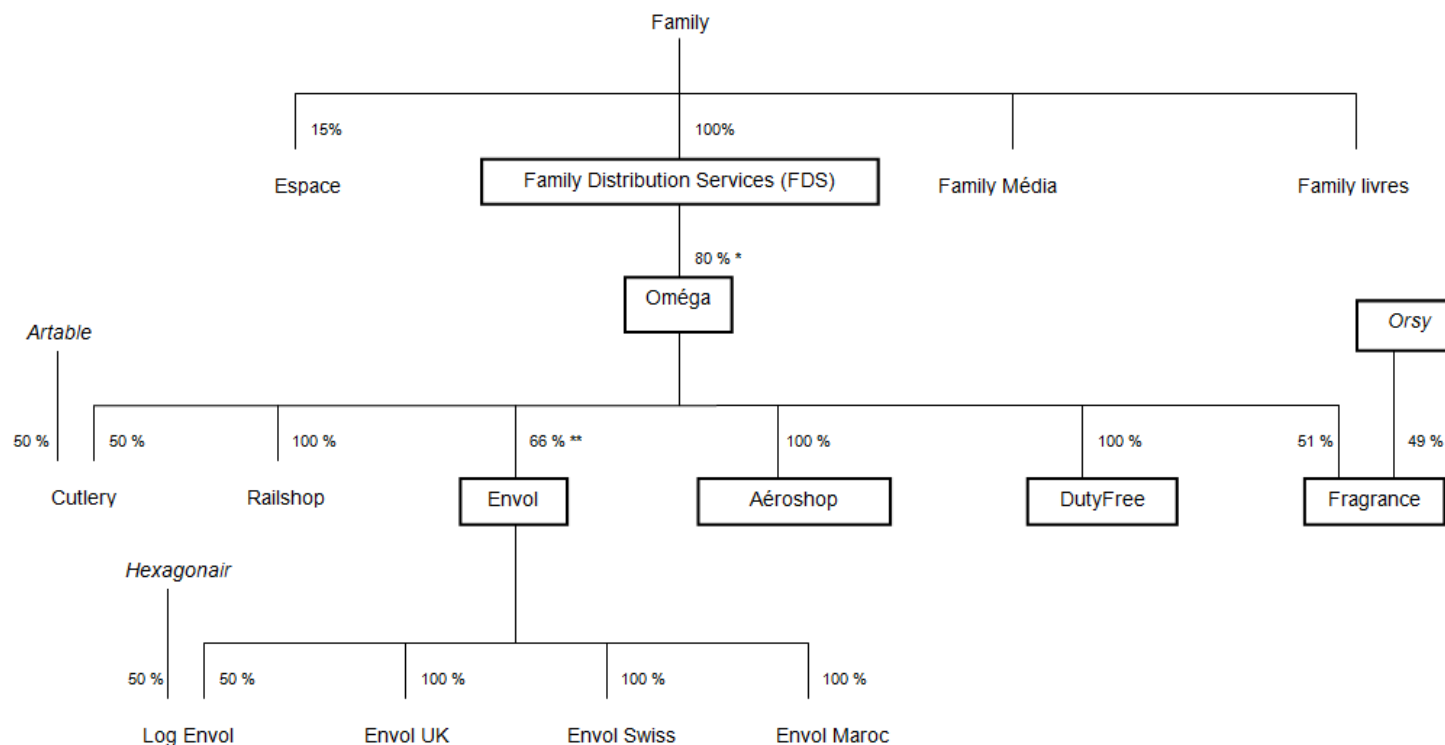 Family
15%
100%
Espace
Family Distribution Services (FDS)
Family Média
Family livres
80 % *
Oméga
Artable
Orsy
50 %
50 %
100 %
66 % **
100 %
100 %
51 %
49 %
Cutlery
Railshop
Envol
Aéroshop
DutyFree
Fragrance
Hexagonair
50 %
50 %
100 %
100 %
100 %
Log Envol
Envol UK
Envol Swiss
Envol Maroc